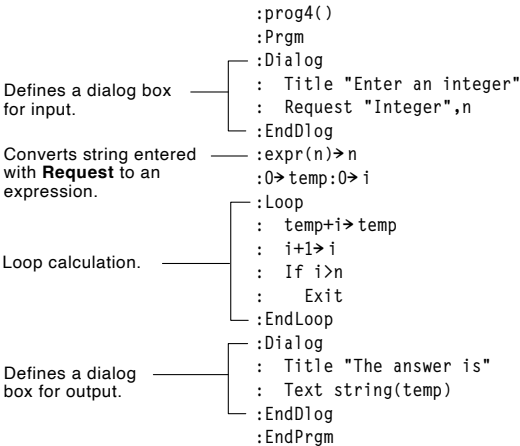 :prog4()
:Prgm
:Dialog
Defines a dialog box
for input.
: Title "Enter an integer"
: Request "Integer",n
:EndDlog
Converts string entered
with Request to an
expression.
:expr(n)→n
:0→temp:0→i
:Loop
: temp+i→temp
: i+1→i
Loop calculation.
: If i>n
: Exit
:EndLoop
:Dialog
Defines a dialog
box for output.
: Title "The answer is"
: Text string(temp)
:EndDlog
:EndPrgm